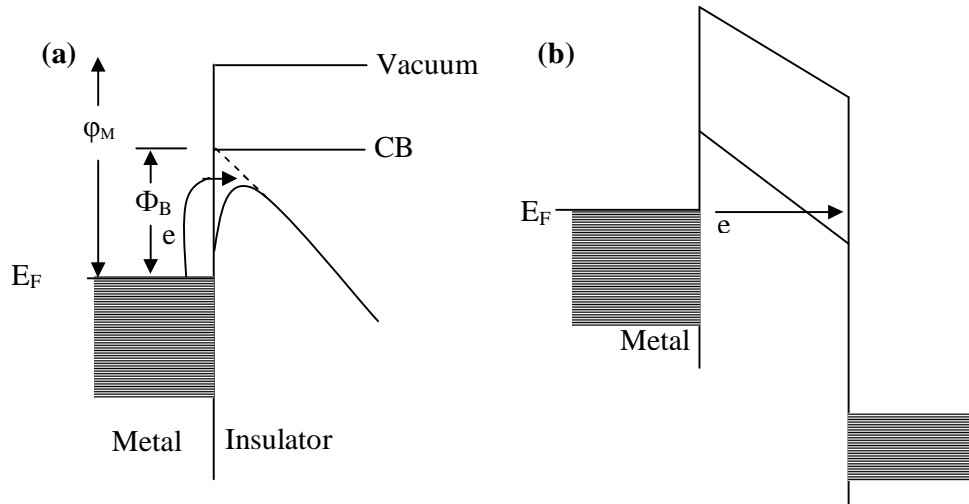 (a)
Vacuum
φM
CB
ΦB
e
EF
Metal
Insulator
(b)
EF
e
Metal